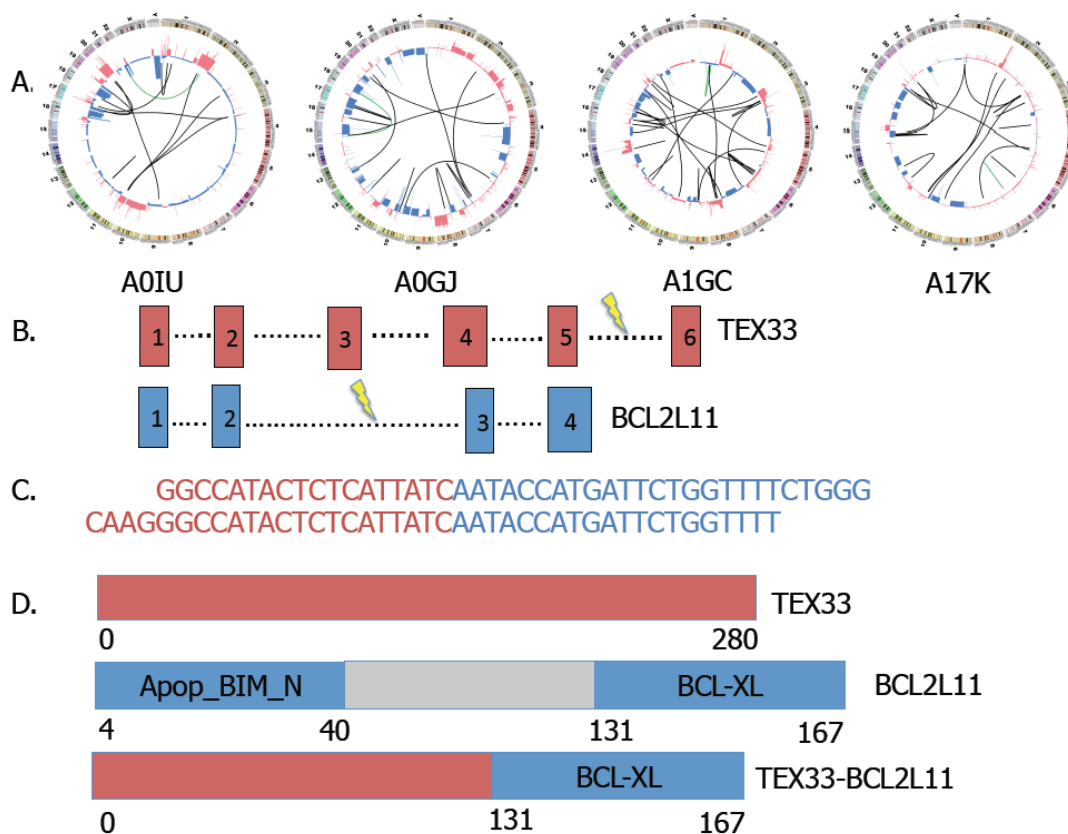 A.
A0IU A0GJ A1GC A17K
B.
1 2 3 4 5 6 TEX33
1 2 3 4 BCL2L11
C.
GGCCATACTCTCATTATCAATACCATGATTCTGGTTTTCTGGG
CAAGGGCCATACTCTCATTATCAATACCATGATTCTGGTTTT
D.
TEX33
0 280
Apop_BIM_N BCL-XL BCL2L11
4 40 131 167
BCL-XL TEX33-BCL2L11
0 131 167